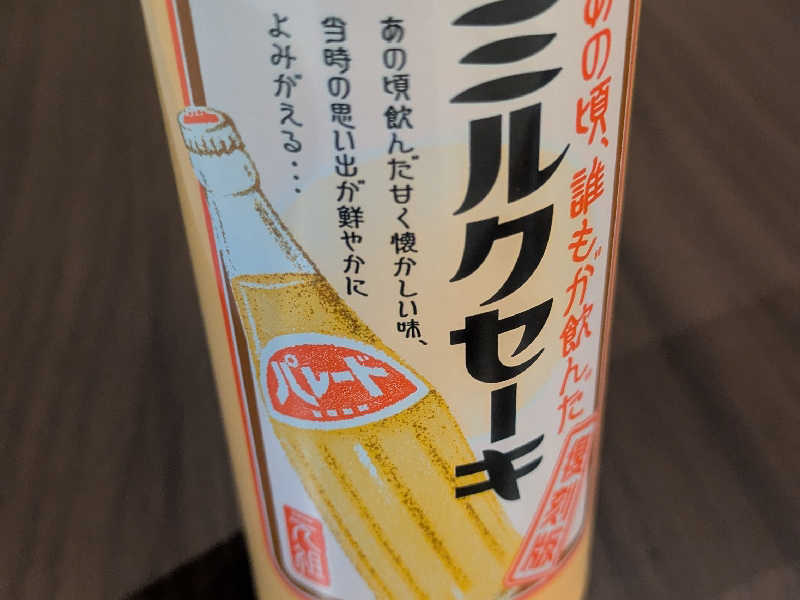 あの頃、誰もが飲んだ
復刻版
ミルクセーキ
あの頃飲んだ甘く懐かしい味、
当時の思い出が鮮やかに
よみがえる・・・
パレード
元祖